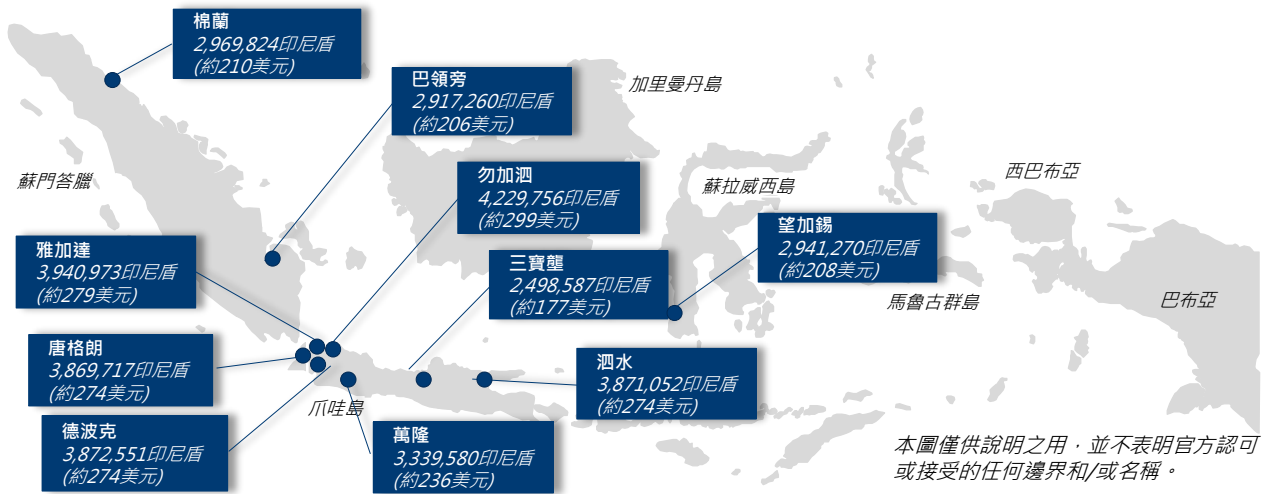 棉蘭
2,969,824印尼盾
(約210美元)
巴領旁
2,917,260印尼盾
(約206美元)
加里曼丹島
蘇門答臘
勿加泗
4,229,756印尼盾
(約299美元)
蘇拉威西島
西巴布亞
望加錫
2,941,270印尼盾
(約208美元)
雅加達
3,940,973印尼盾
(約279美元)
三寶壟
2,498,587印尼盾
(約177美元)
馬魯古群島
巴布亞
唐格朗
3,869,717印尼盾
(約274美元)
泗水
3,871,052印尼盾
(約274美元)
爪哇島
德波克
3,872,551印尼盾
(約274美元)
萬隆
3,339,580印尼盾
(約236美元)
本圖僅供說明之用，並不表明官方認可
或接受的任何邊界和/或名稱。